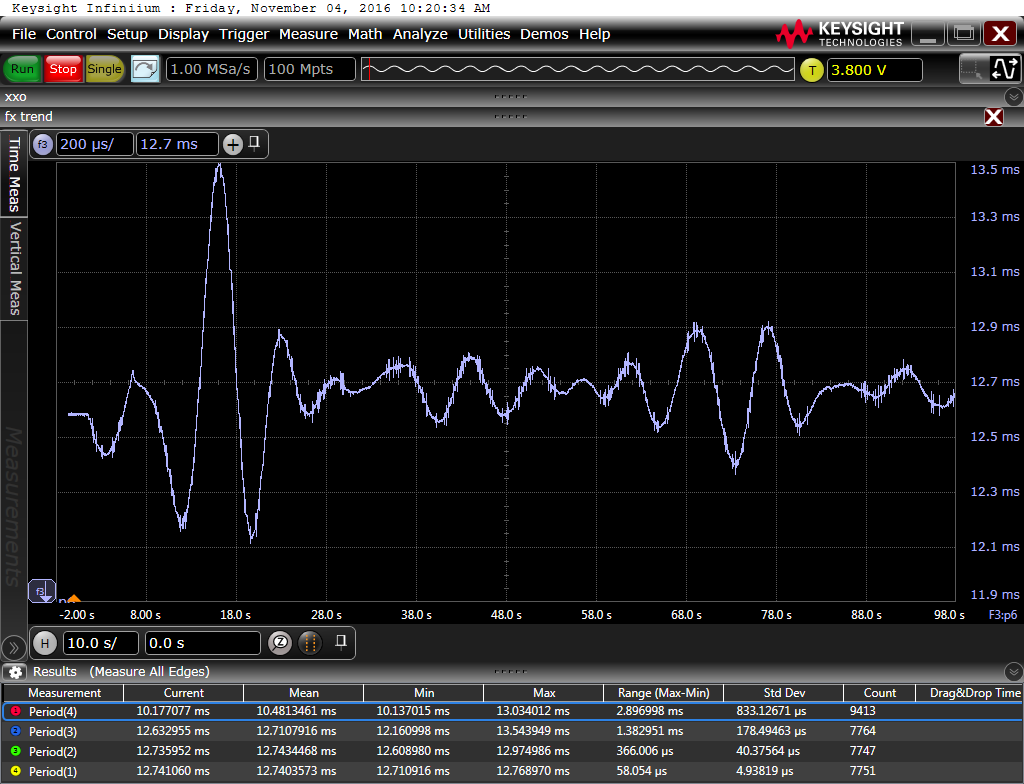 Keysight Infiniium : Friday, November 04, 2016 10:20:34 AM
File Control Setup Display Trigger Measure Math Analyze Utilities Demos Help
KEYSIGHT
TECHNOLOGIES
Run Stop Single 1.00 MSa/s 100 Mpts T 3.800 V
xxo
fx trend
f3 200 µs/ 12.7 ms
Time Meas
Vertical Meas
Measurements
13.5 ms
13.3 ms
13.1 ms
12.9 ms
12.7 ms
12.5 ms
12.3 ms
12.1 ms
11.9 ms
f3
-2.00 s 8.00 s 18.0 s 28.0 s 38.0 s 48.0 s 58.0 s 68.0 s 78.0 s 88.0 s 98.0 s F3:p6
H 10.0 s/ 0.0 s
Results (Measure All Edges)
Measurement Current Mean Min Max Range (Max-Min) Std Dev Count Drag&Drop Time
Period(4) 10.177077 ms 10.4813461 ms 10.137015 ms 13.034012 ms 2.896998 ms 833.12671 µs 9413
Period(3) 12.632955 ms 12.7107916 ms 12.160998 ms 13.543949 ms 1.382951 ms 178.49463 µs 7764
Period(2) 12.735952 ms 12.7434468 ms 12.608980 ms 12.974986 ms 366.006 µs 40.37564 µs 7747
Period(1) 12.741060 ms 12.7403573 ms 12.710916 ms 12.768970 ms 58.054 µs 4.93819 µs 7751